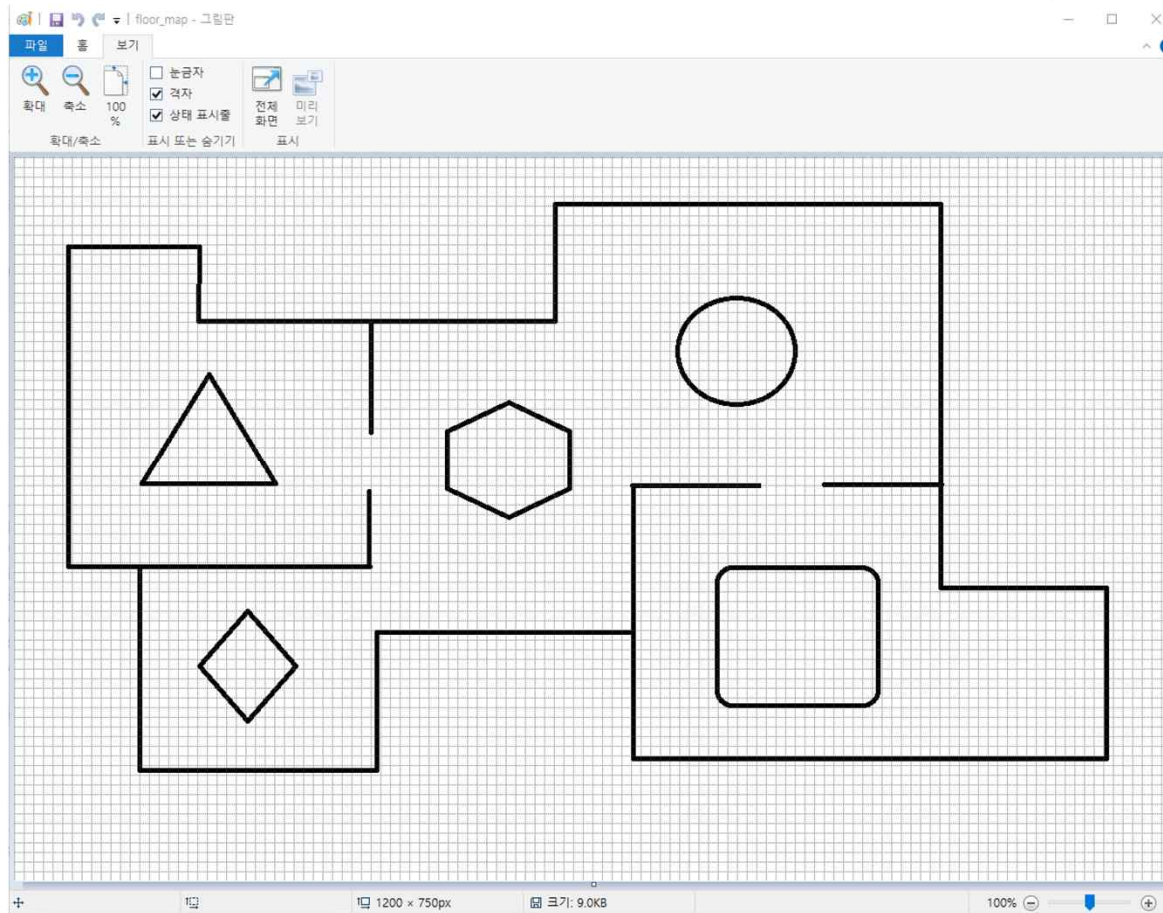 floor_map - 그림판
파일 홈 보기
확대 축소 100 %
눈금자
격자
상태 표시줄
전체 화면 미리 보기
확대/축소 표시 또는 숨기기 표시
1200 × 750px 크기: 9.0KB 100%